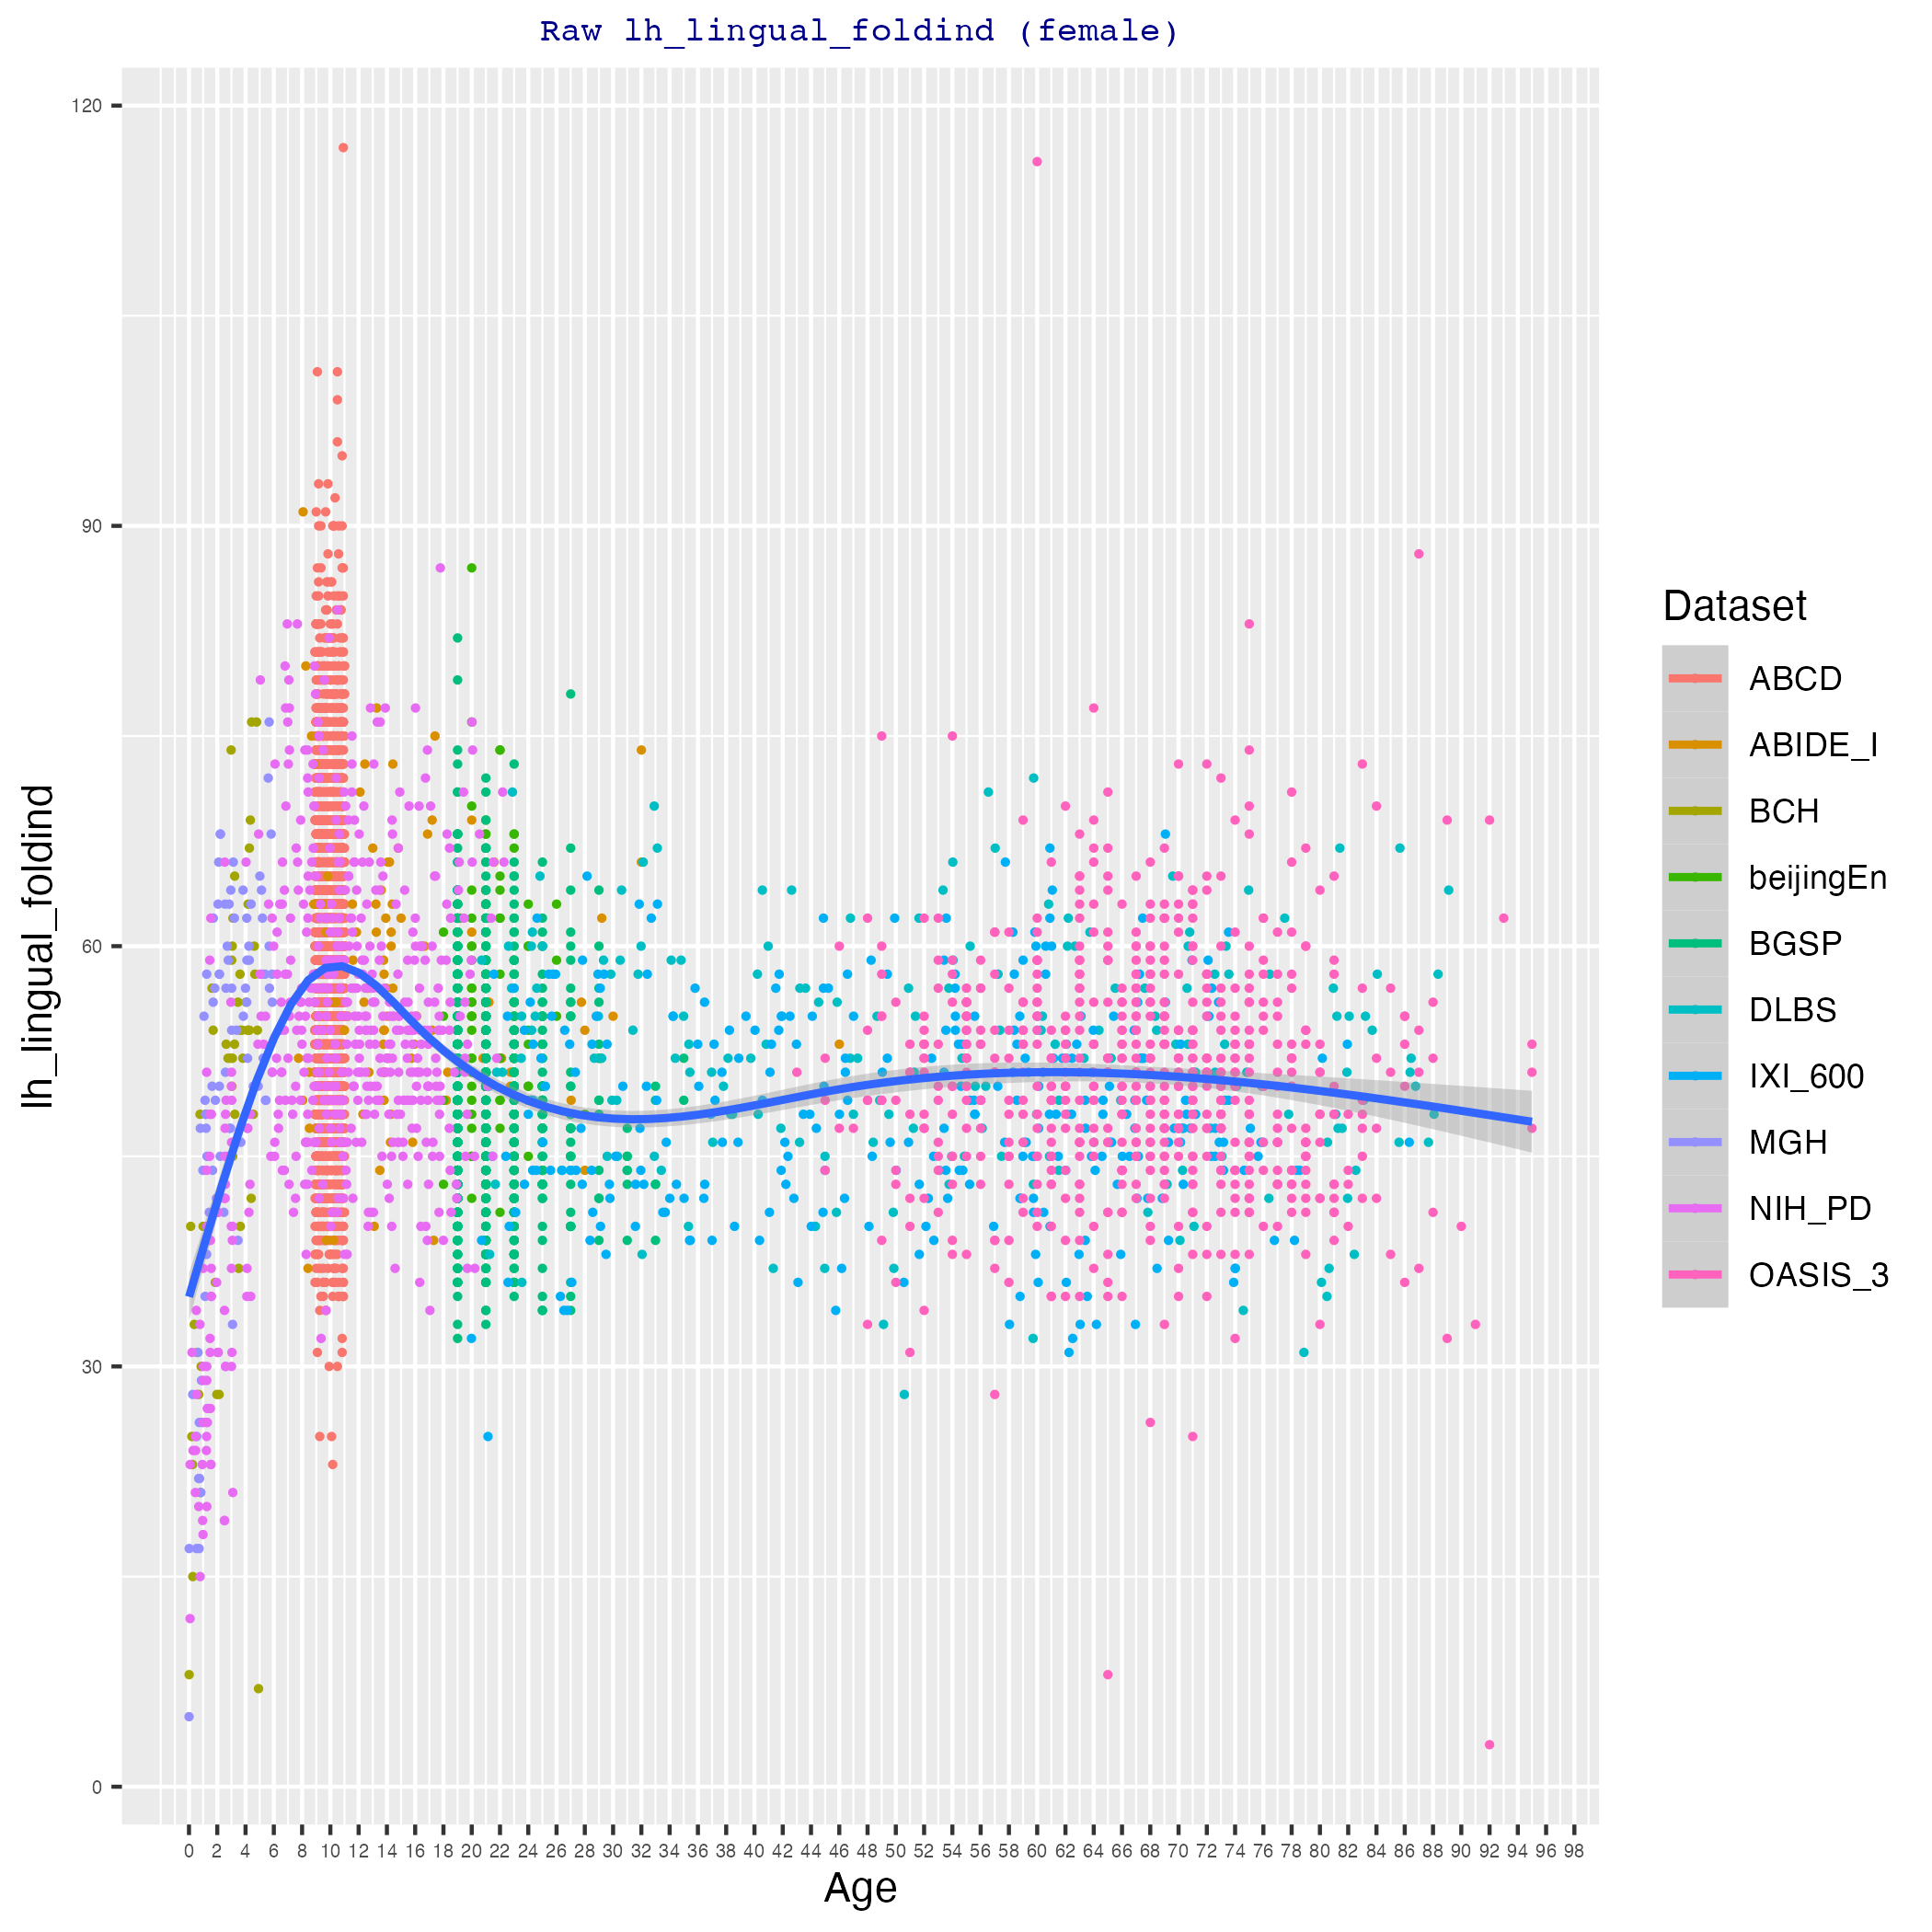 Raw lh_lingual_foldind (female)
120
90
60
30
0
lh_lingual_foldind
0 2 4 6 8 10 12 14 16 18 20 22 24 26 28 30 32 34 36 38 40 42 44 46 48 50 52 54 56 58 60 62 64 66 68 70 72 74 76 78 80 82 84 86 88 90 92 94 96 98
Age
Dataset
ABCD
ABIDE_I
BCH
beijingEn
BGSP
DLBS
IXI_600
MGH
NIH_PD
OASIS_3